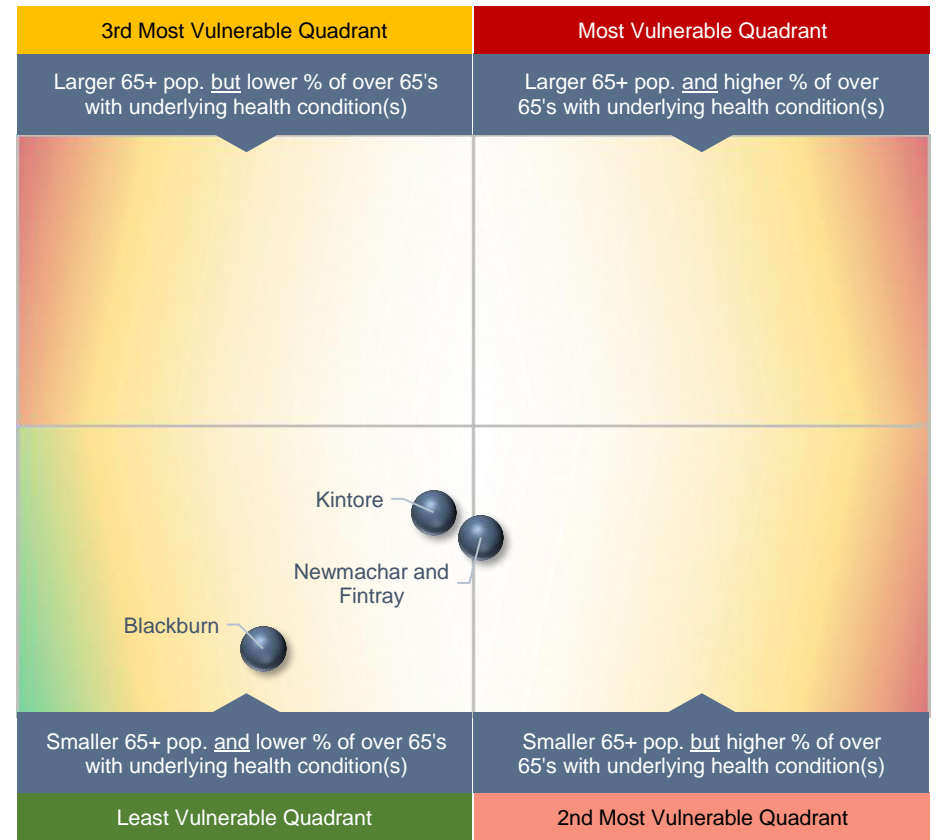 3rd Most Vulnerable Quadrant
Most Vulnerable Quadrant
Larger 65+ pop. but lower % of over 65's
with underlying health condition(s)
Larger 65+ pop. and higher % of over
65's with underlying health condition(s)
Kintore
Newmachar and
Fintray
Blackburn
Smaller 65+ pop. and lower % of over 65's
with underlying health condition(s)
Smaller 65+ pop. but higher % of over
65's with underlying health condition(s)
Least Vulnerable Quadrant
2nd Most Vulnerable Quadrant